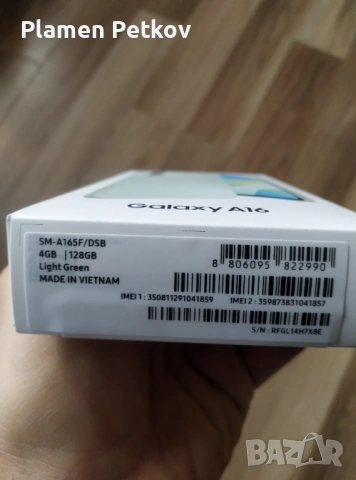 Plamen Petkov
Galaxy A16
SM-A165F/DSB
4GB | 128GB
Light Green
MADE IN VIETNAM
8 806095 822990
IMEI 1 : 350811291041859
IMEI 2 : 359873831041857
S/N : RFGL14H7XBE
BAZAR